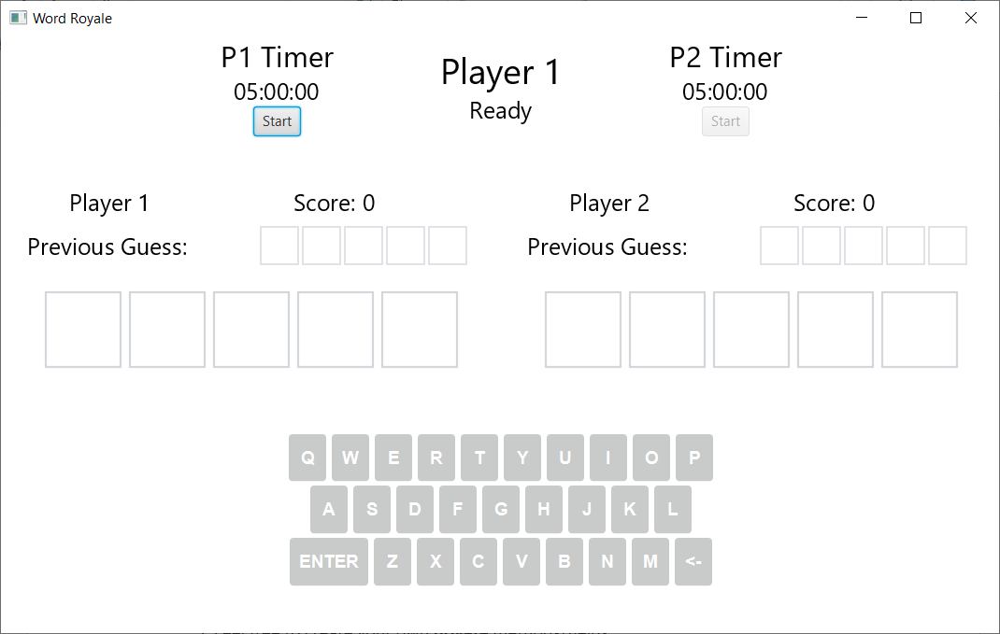 Word Royale
P1 Timer
05:00:00
Start
Player 1
Ready
P2 Timer
05:00:00
Start
Player 1
Score: 0
Previous Guess:
Player 2
Score: 0
Previous Guess:
Q W E R T Y U I O P
A S D F G H J K L
ENTER Z X C V B N M <-